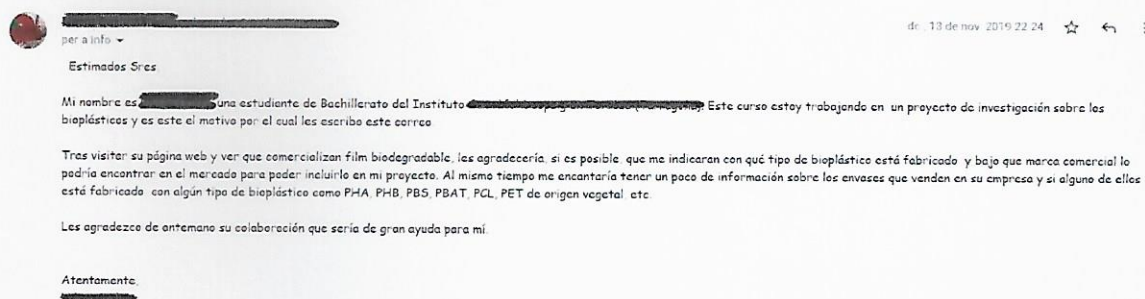 dc., 13 de nov. 2019 22:24
per a info
Estimados Sres
Mi nombre es una estudiante de Bachillerato del Instituto Este curso estoy trabajando en un proyecto de investigación sobre los
bioplásticos y es este el motivo por el cual les escribo este correo
Tras visitar su página web y ver que comercializan film biodegradable, les agradecería, si es posible, que me indicaran con qué tipo de bioplástico está fabricado y bajo que marca comercial lo
podría encontrar en el mercado para poder incluirlo en mi proyecto. Al mismo tiempo me encantaría tener un poco de información sobre los envases que venden en su empresa y si alguno de ellos
está fabricado con algún tipo de bioplástico como PHA, PHB, PBS, PBAT, PCL, PET de origen vegetal, etc.
Les agradezco de antemano su colaboración que sería de gran ayuda para mí.
Atentamente,